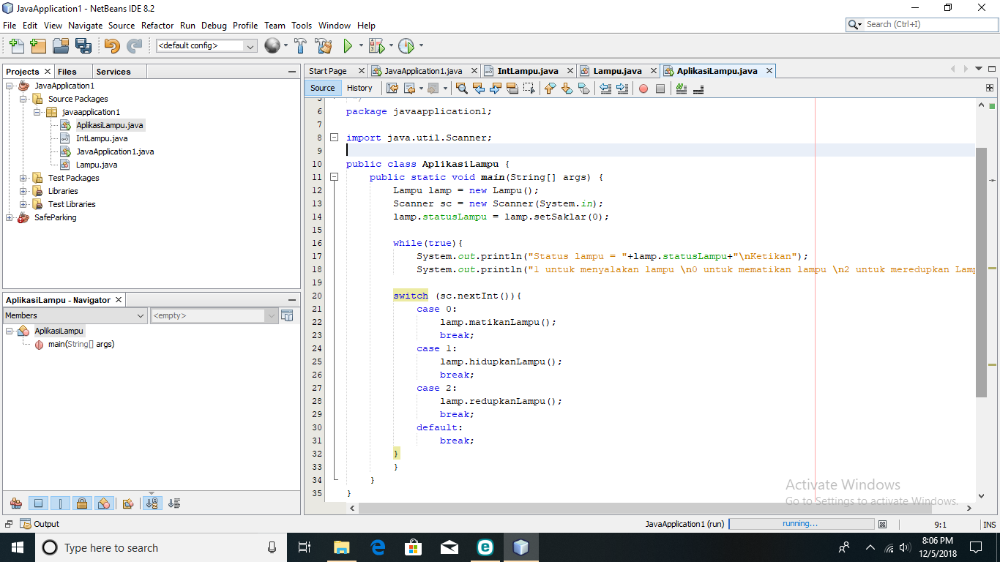 JavaApplication1 - NetBeans IDE 8.2
File Edit View Navigate Source Refactor Run Debug Profile Team Tools Window Help
Search (Ctrl+I)
<default config>
Projects Files Services
JavaApplication1
Source Packages
javaapplication1
AplikasiLampu.java
IntLampu.java
JavaApplication1.java
Lampu.java
Test Packages
Libraries
Test Libraries
SafeParking
AplikasiLampu - Navigator
Members <empty>
AplikasiLampu
main(String[] args)
Start Page JavaApplication1.java IntLampu.java Lampu.java AplikasiLampu.java
Source History
5 */
6 package javaapplication1;
7
8 import java.util.Scanner;
9
10 public class AplikasiLampu {
11 public static void main(String[] args) {
12 Lampu lamp = new Lampu();
13 Scanner sc = new Scanner(System.in);
14 lamp.statusLampu = lamp.setSaklar(0);
15
16 while(true){
17 System.out.println("Status lampu = "+lamp.statusLampu+"\nKetikan");
18 System.out.println("1 untuk menyalakan lampu \n0 untuk mematikan lampu \n2 untuk meredupkan Lam
19
20 switch (sc.nextInt()){
21 case 0:
22 lamp.matikanLampu();
23 break;
24 case 1:
25 lamp.hidupkanLampu();
26 break;
27 case 2:
28 lamp.redupkanLampu();
29 break;
30 default:
31 break;
32 }
33 }
34 }
35 }
Activate Windows
Go to Settings to activate Windows.
Output
JavaApplication1 (run) running... 9:1 INS
Type here to search
8:06 PM
12/5/2018